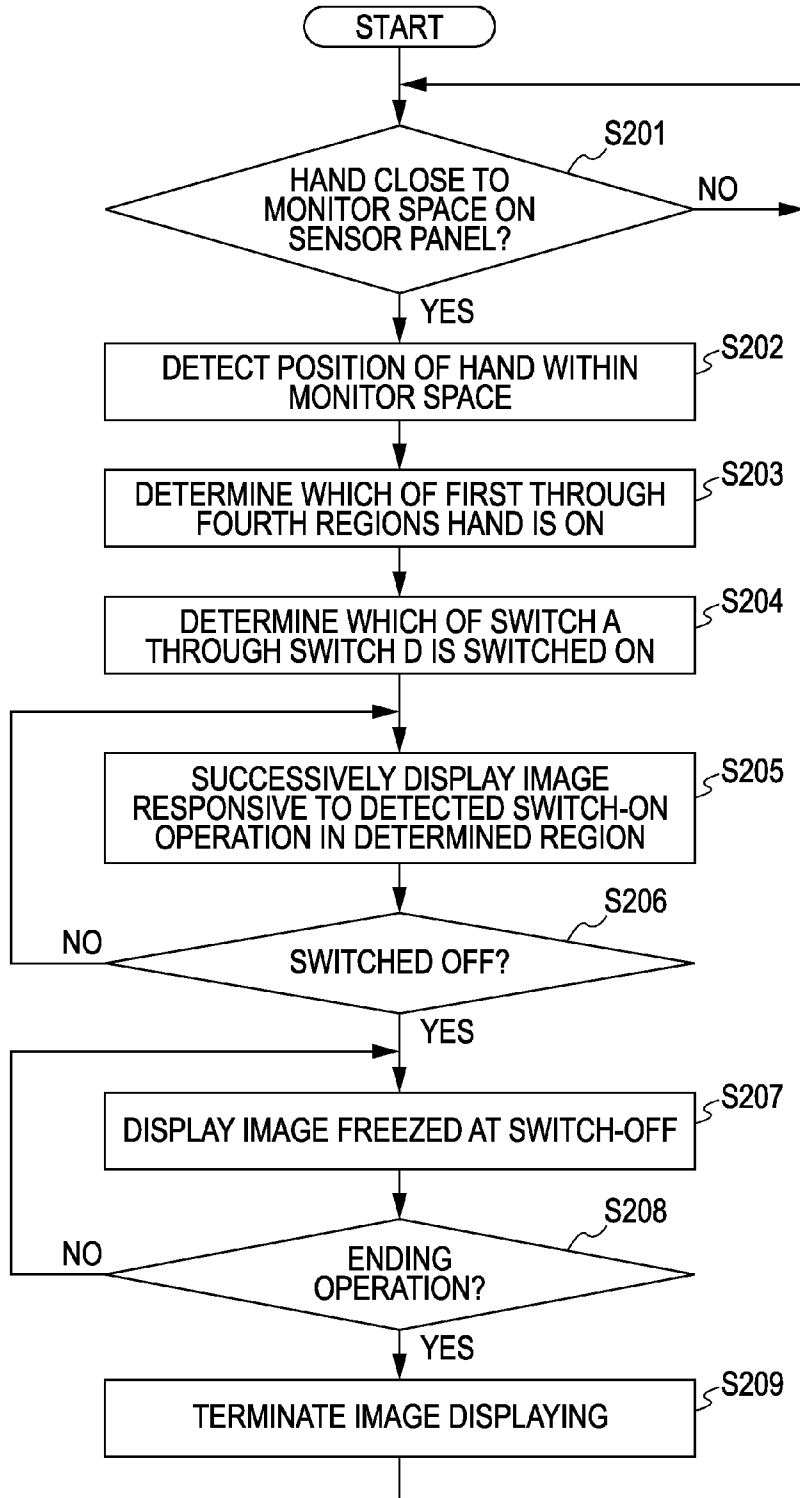 START
S201
HAND CLOSE TO
MONITOR SPACE ON
SENSOR PANEL?
NO
YES
S202
DETECT POSITION OF HAND WITHIN
MONITOR SPACE
S203
DETERMINE WHICH OF FIRST THROUGH
FOURTH REGIONS HAND IS ON
S204
DETERMINE WHICH OF SWITCH A
THROUGH SWITCH D IS SWITCHED ON
S205
SUCCESSIVELY DISPLAY IMAGE
RESPONSIVE TO DETECTED SWITCH-ON
OPERATION IN DETERMINED REGION
S206
NO
SWITCHED OFF?
YES
S207
DISPLAY IMAGE FREEZED AT SWITCH-OFF
S208
NO
ENDING
OPERATION?
YES
S209
TERMINATE IMAGE DISPLAYING